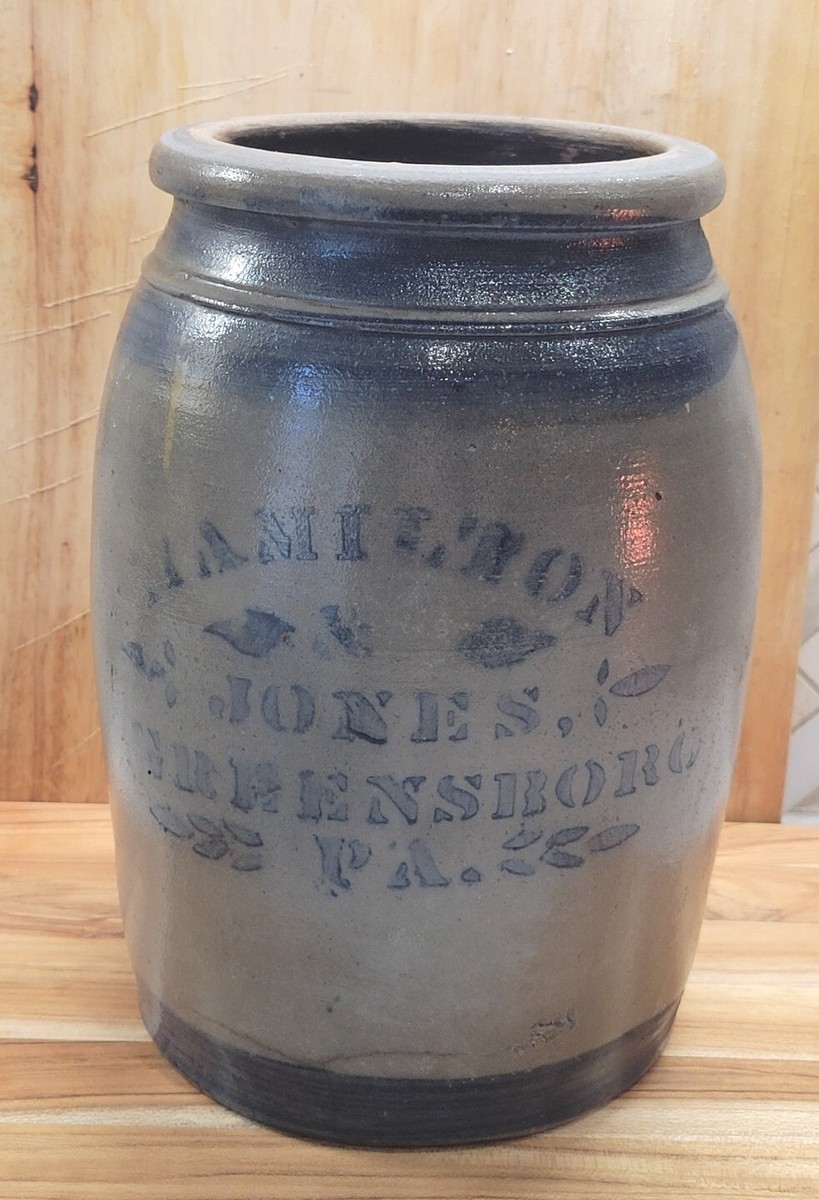 HAMILTON
&
JONES,
GREENSBORO
PA.